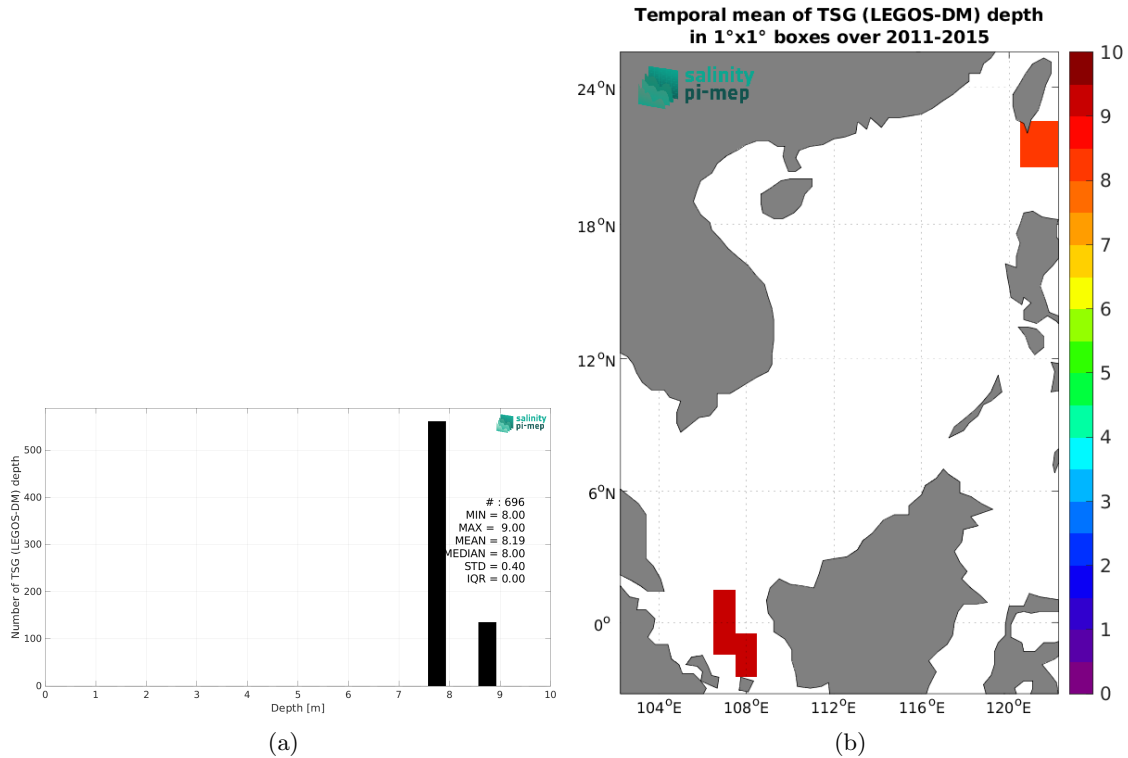 Temporal mean of TSG (LEGOS-DM) depth
in 1°x1° boxes over 2011-2015
salinity
pi-mep
24°N
18°N
12°N
6°N
0°
104°E
108°E
112°E
116°E
120°E
10
9
8
7
6
5
4
3
2
1
0
salinity
pi-mep
Number of TSG (LEGOS-DM) depth
500
400
300
200
100
0
# : 696
MIN = 8.00
MAX = 9.00
MEAN = 8.19
MEDIAN = 8.00
STD = 0.40
IQR = 0.00
0 1 2 3 4 5 6 7 8 9 10
Depth [m]
(a)
(b)